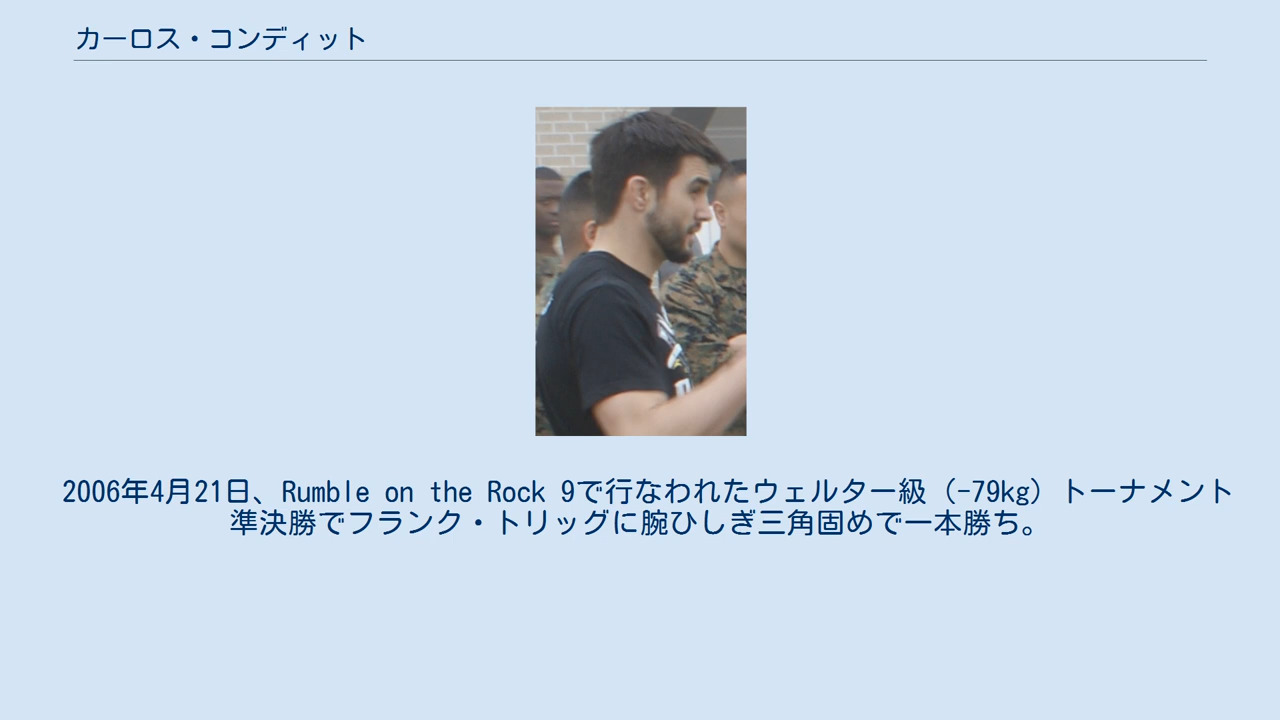 カーロス・コンディット
2006年4月21日、Rumble on the Rock 9で行なわれたウェルター級（-79kg）トーナメント
準決勝でフランク・トリッグに腕ひしぎ三角固めで一本勝ち。